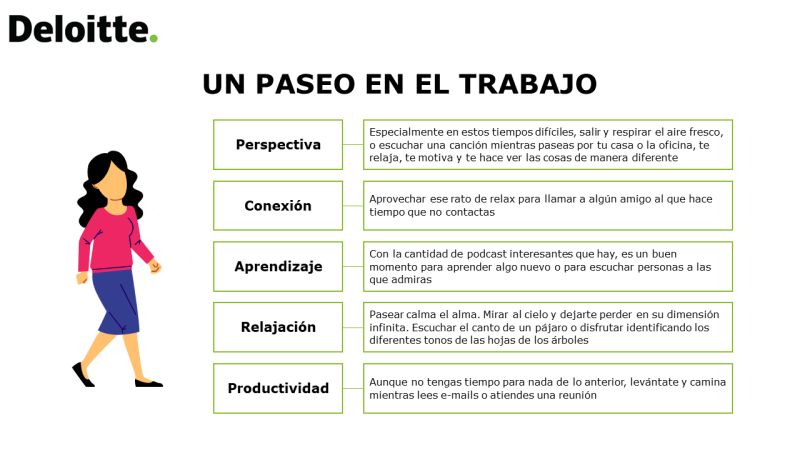 Deloitte.
UN PASEO EN EL TRABAJO
Perspectiva
Especialmente en estos tiempos difíciles, salir y respirar el aire fresco,
o escuchar una canción mientras paseas por tu casa o la oficina, te
relaja, te motiva y te hace ver las cosas de manera diferente
Conexión
Aprovechar ese rato de relax para llamar a algún amigo al que hace
tiempo que no contactas
Aprendizaje
Con la cantidad de podcast interesantes que hay, es un buen
momento para aprender algo nuevo o para escuchar personas a las
que admiras
Relajación
Pasear calma el alma. Mirar al cielo y dejarte perder en su dimensión
infinita. Escuchar el canto de un pájaro o disfrutar identificando los
diferentes tonos de las hojas de los árboles
Productividad
Aunque no tengas tiempo para nada de lo anterior, levántate y camina
mientras lees e-mails o atiendes una reunión